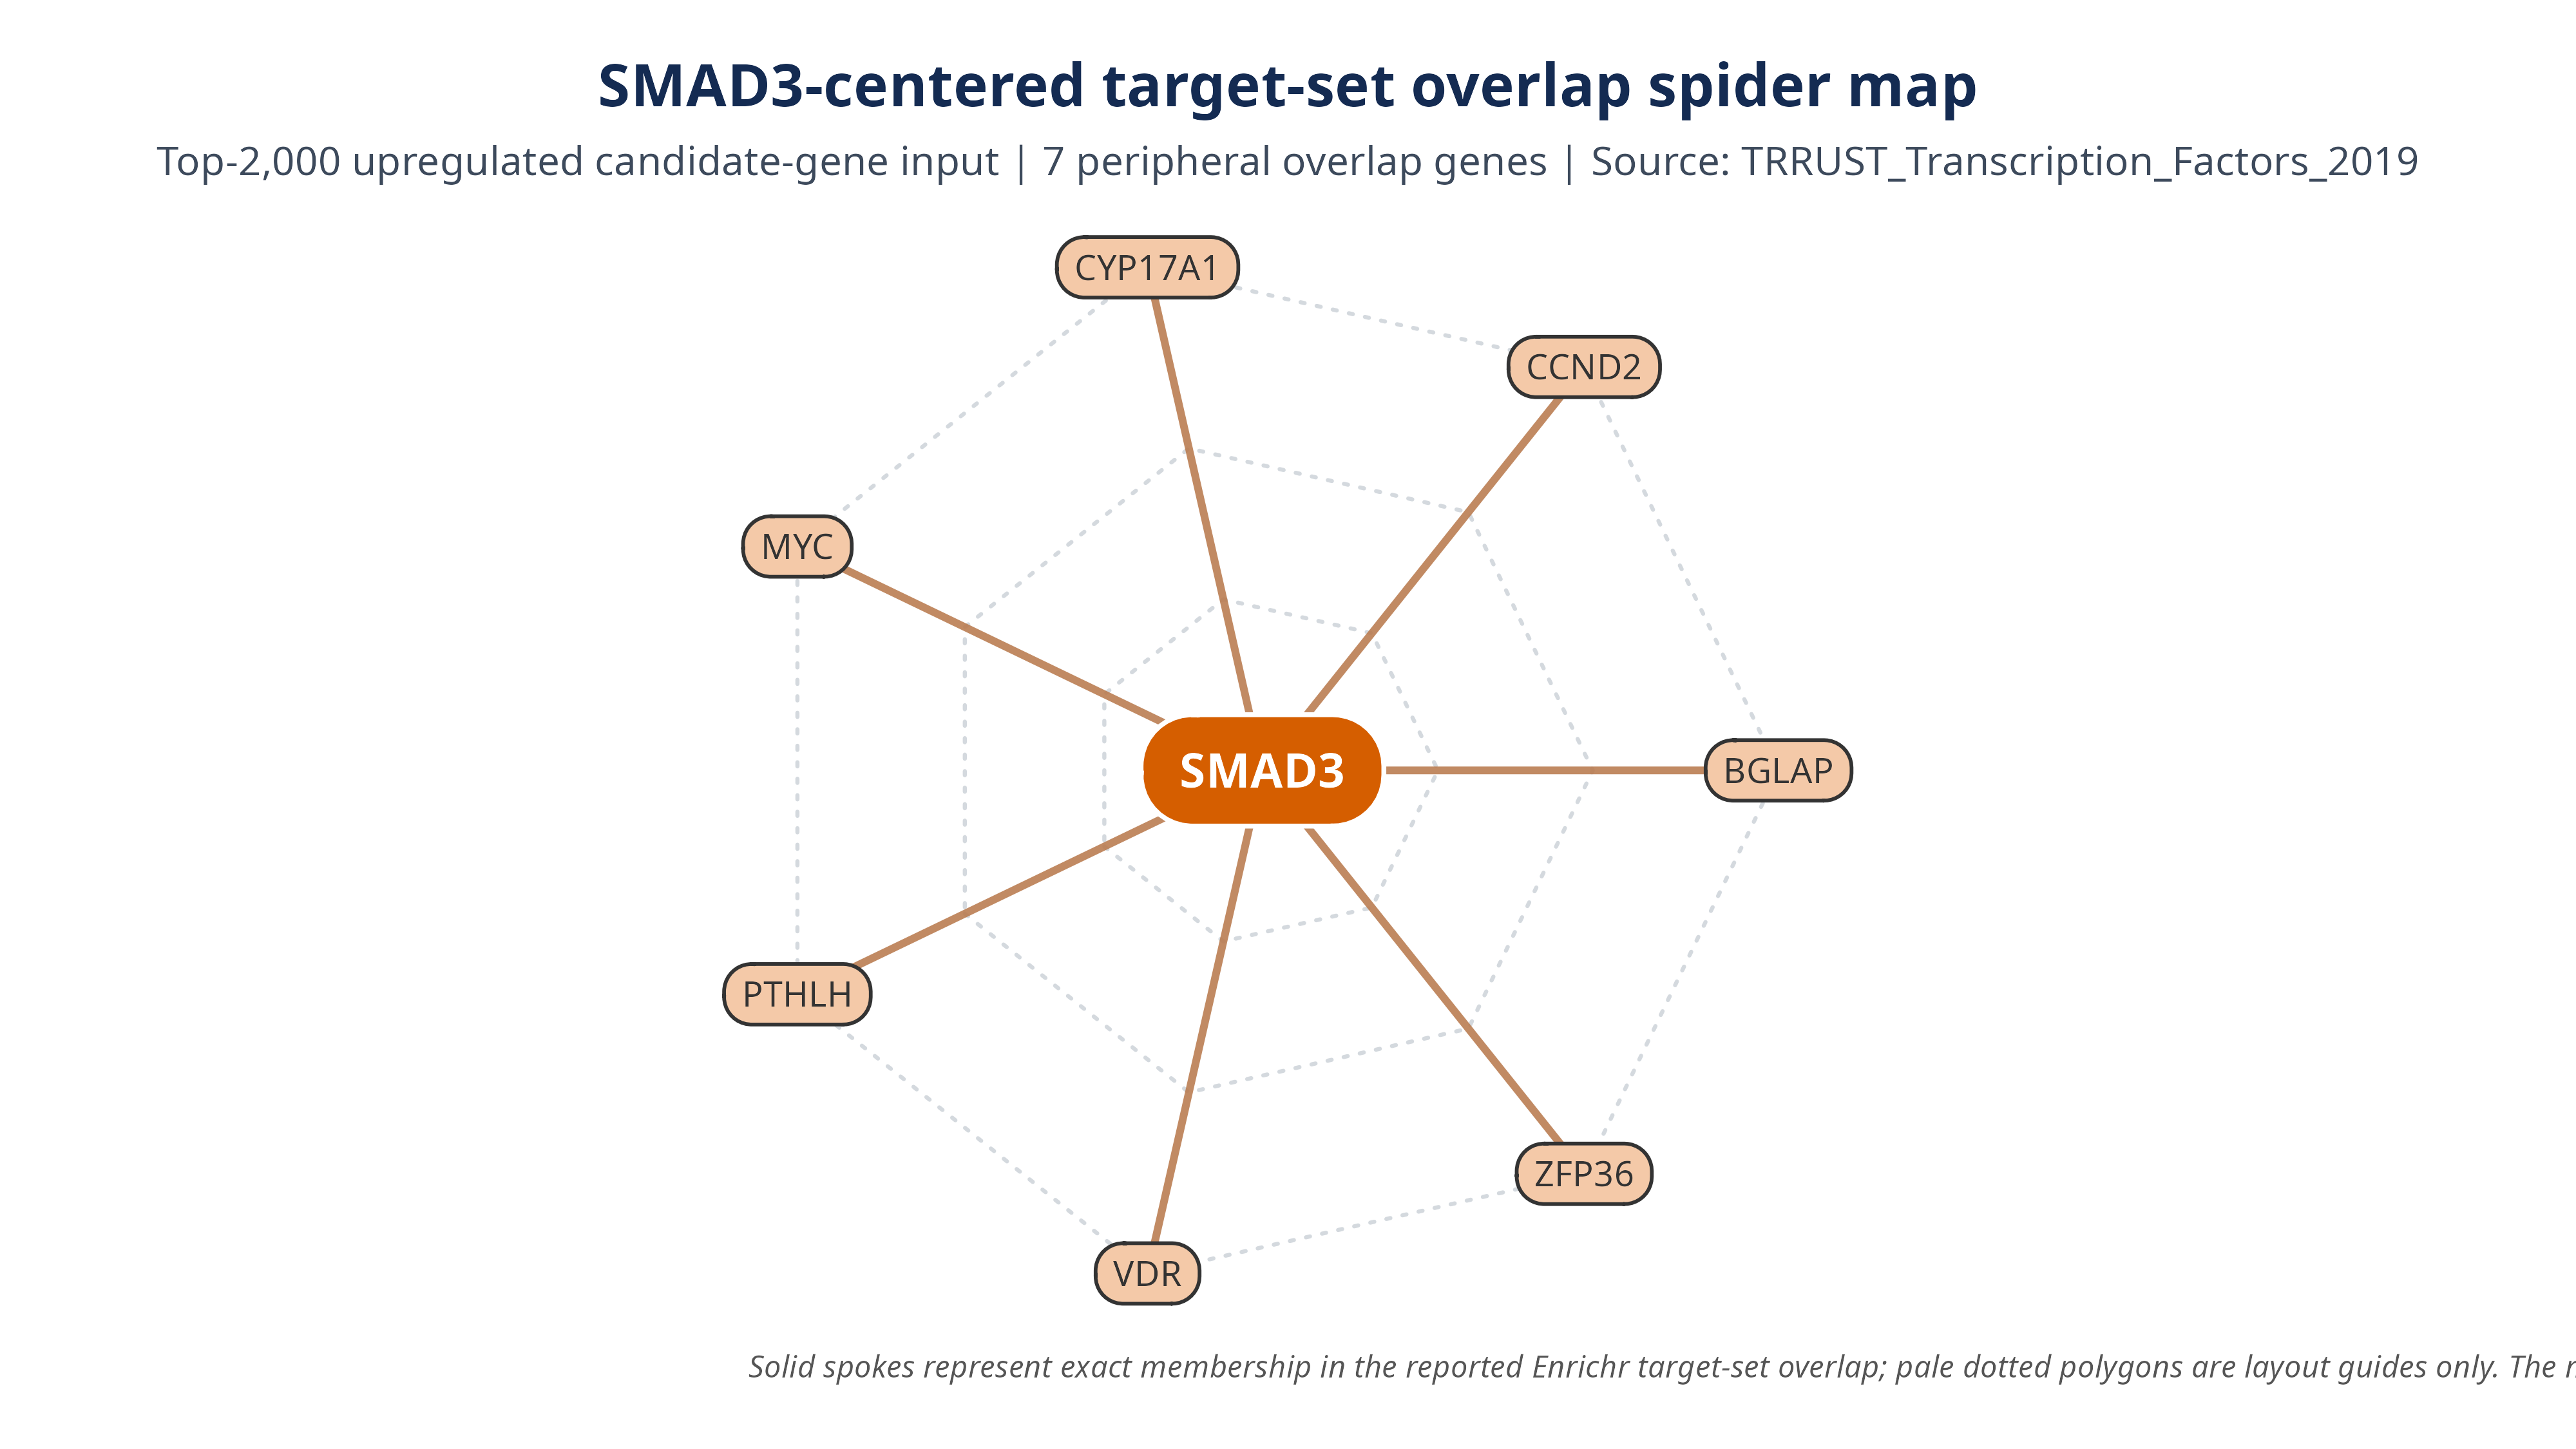 SMAD3-centered target-set overlap spider map
Top-2,000 upregulated candidate-gene input | 7 peripheral overlap genes | Source: TRRUST_Transcription_Factors_2019
CYP17A1
CCND2
MYC
SMAD3
BGLAP
PTHLH
ZFP36
VDR
Solid spokes represent exact membership in the reported Enrichr target-set overlap; pale dotted polygons are layout guides only. The